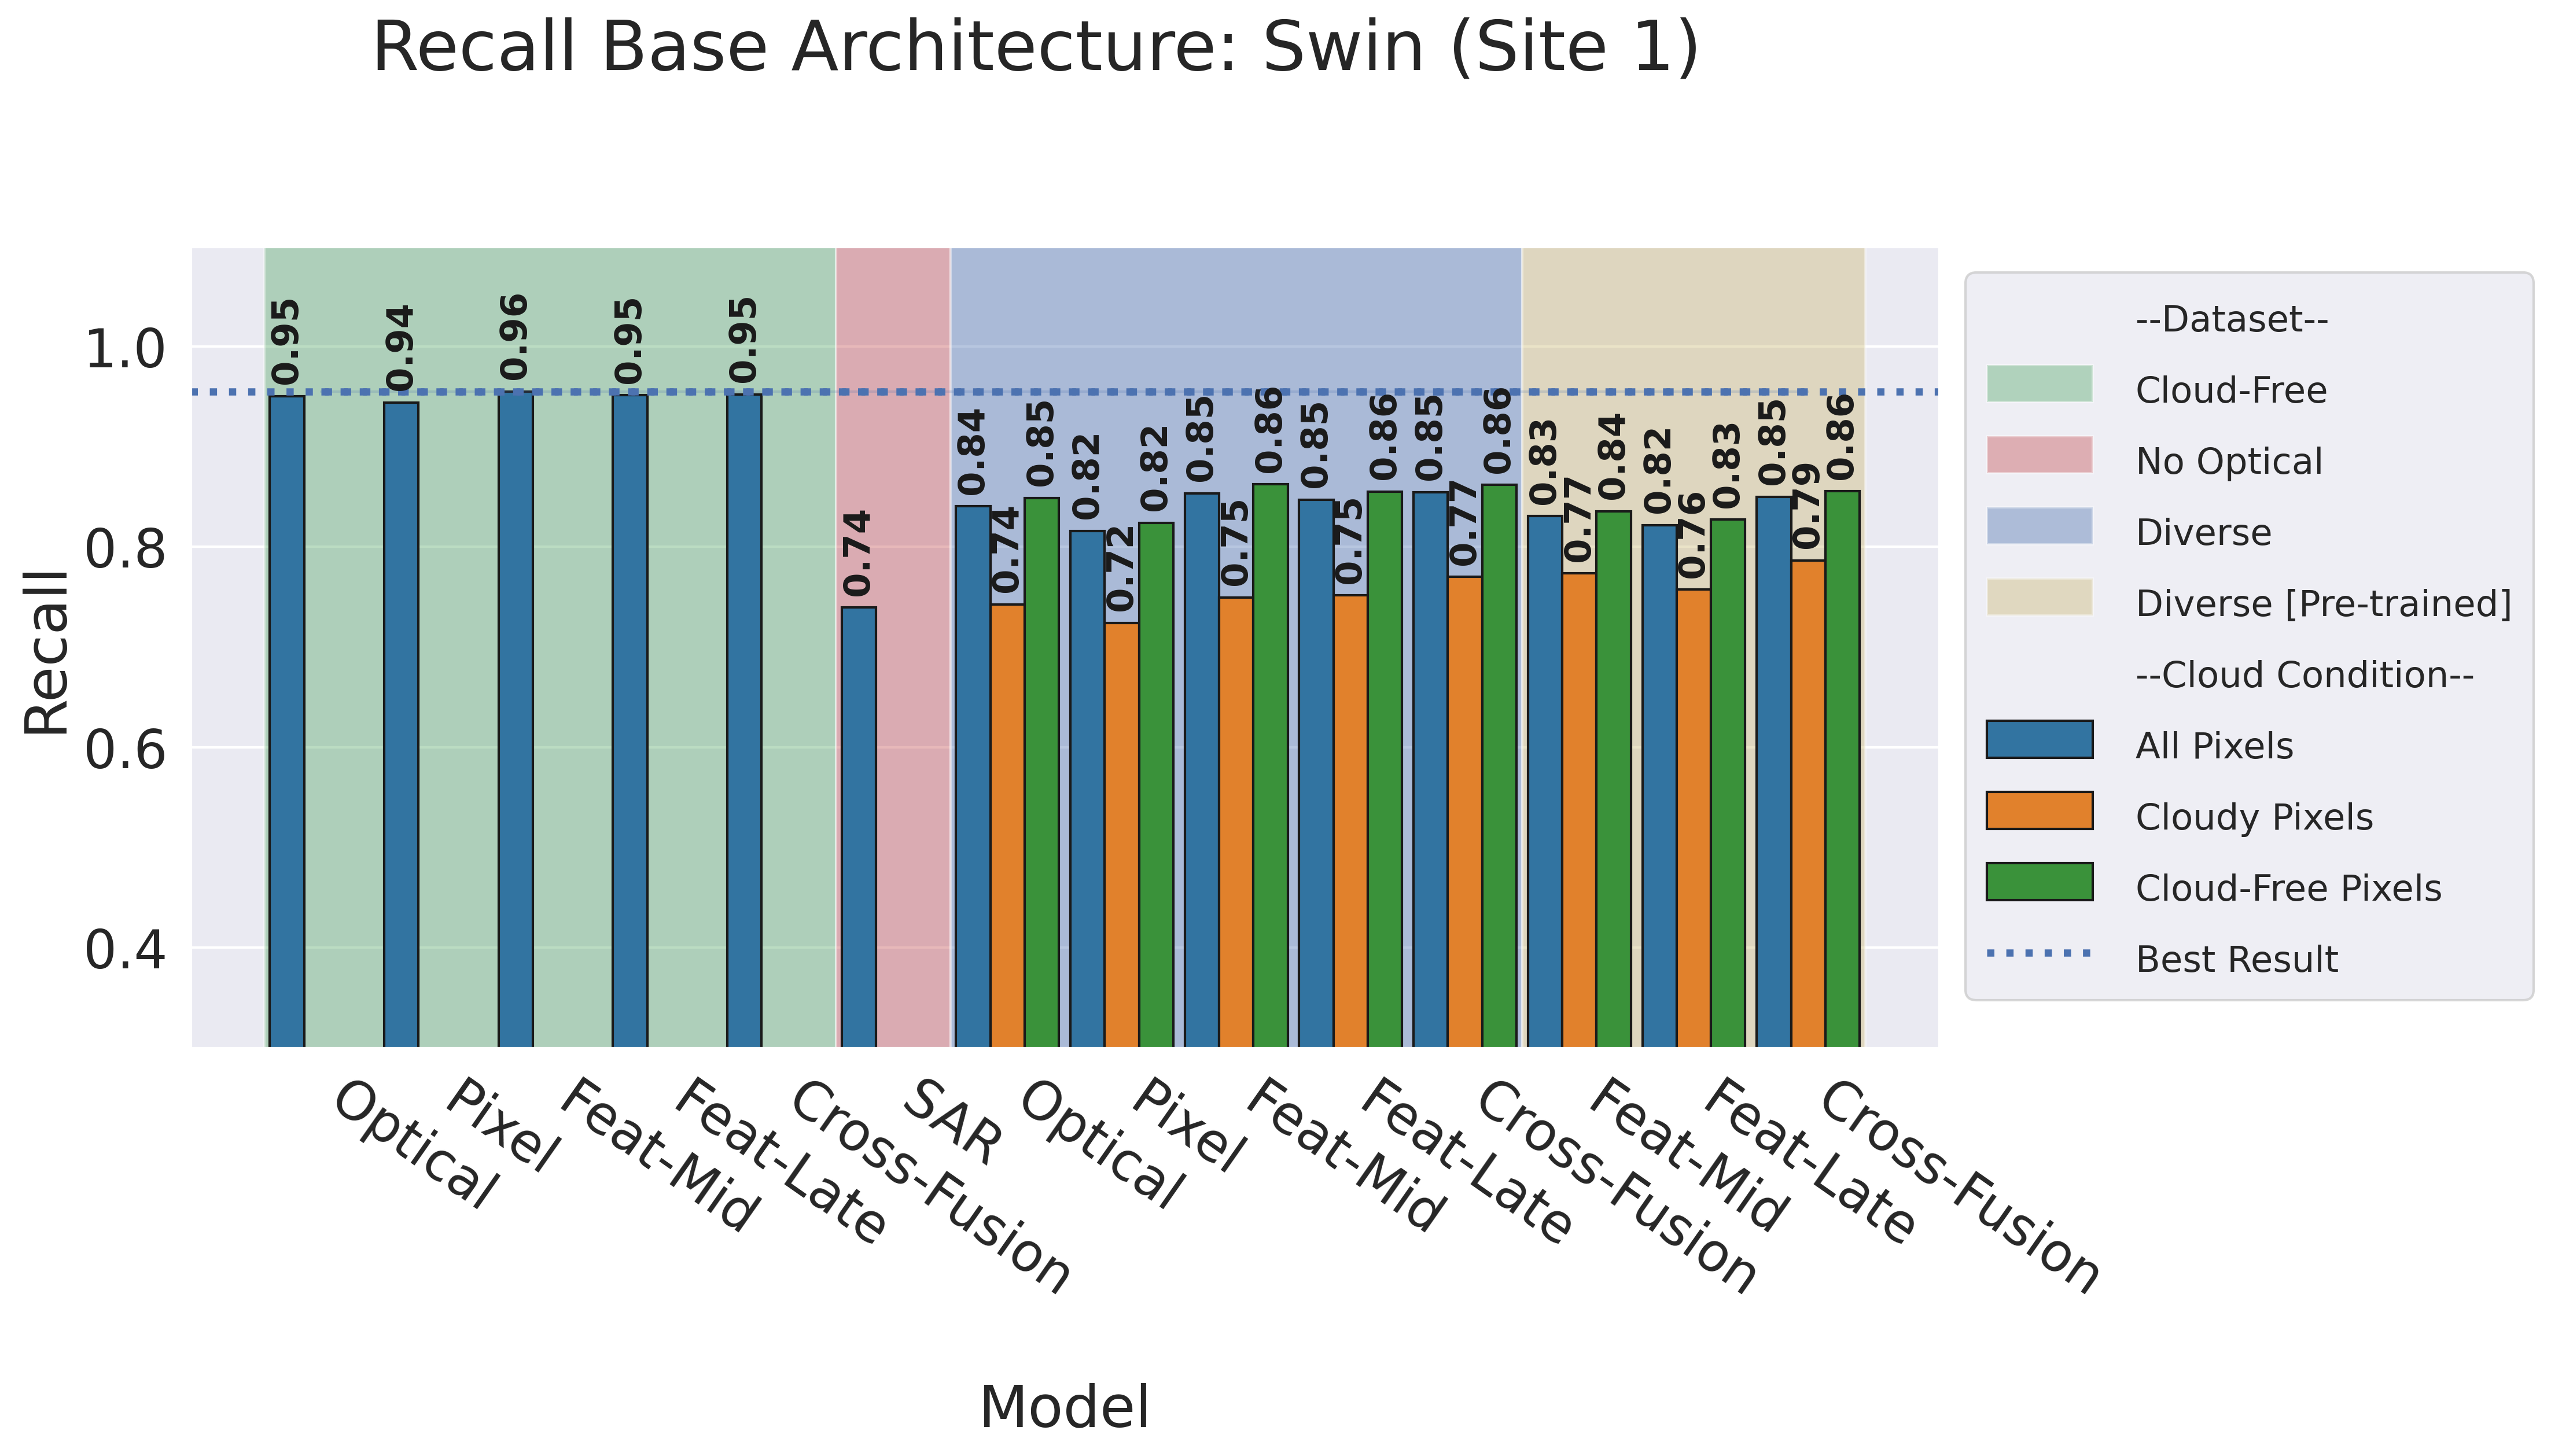 Recall Base Architecture: Swin (Site 1)
Recall
1.0
0.8
0.6
0.4
0.95
0.94
0.96
0.95
0.95
0.74
0.84
0.74
0.85
0.82
0.72
0.82
0.85
0.75
0.86
0.85
0.75
0.86
0.85
0.77
0.86
0.83
0.77
0.84
0.82
0.76
0.83
0.85
0.79
0.86
Optical
Pixel
Feat-Mid
Feat-Late
Cross-Fusion
SAR
Optical
Pixel
Feat-Mid
Feat-Late
Cross-Fusion
Feat-Mid
Feat-Late
Cross-Fusion
Model
--Dataset--
Cloud-Free
No Optical
Diverse
Diverse [Pre-trained]
--Cloud Condition--
All Pixels
Cloudy Pixels
Cloud-Free Pixels
Best Result